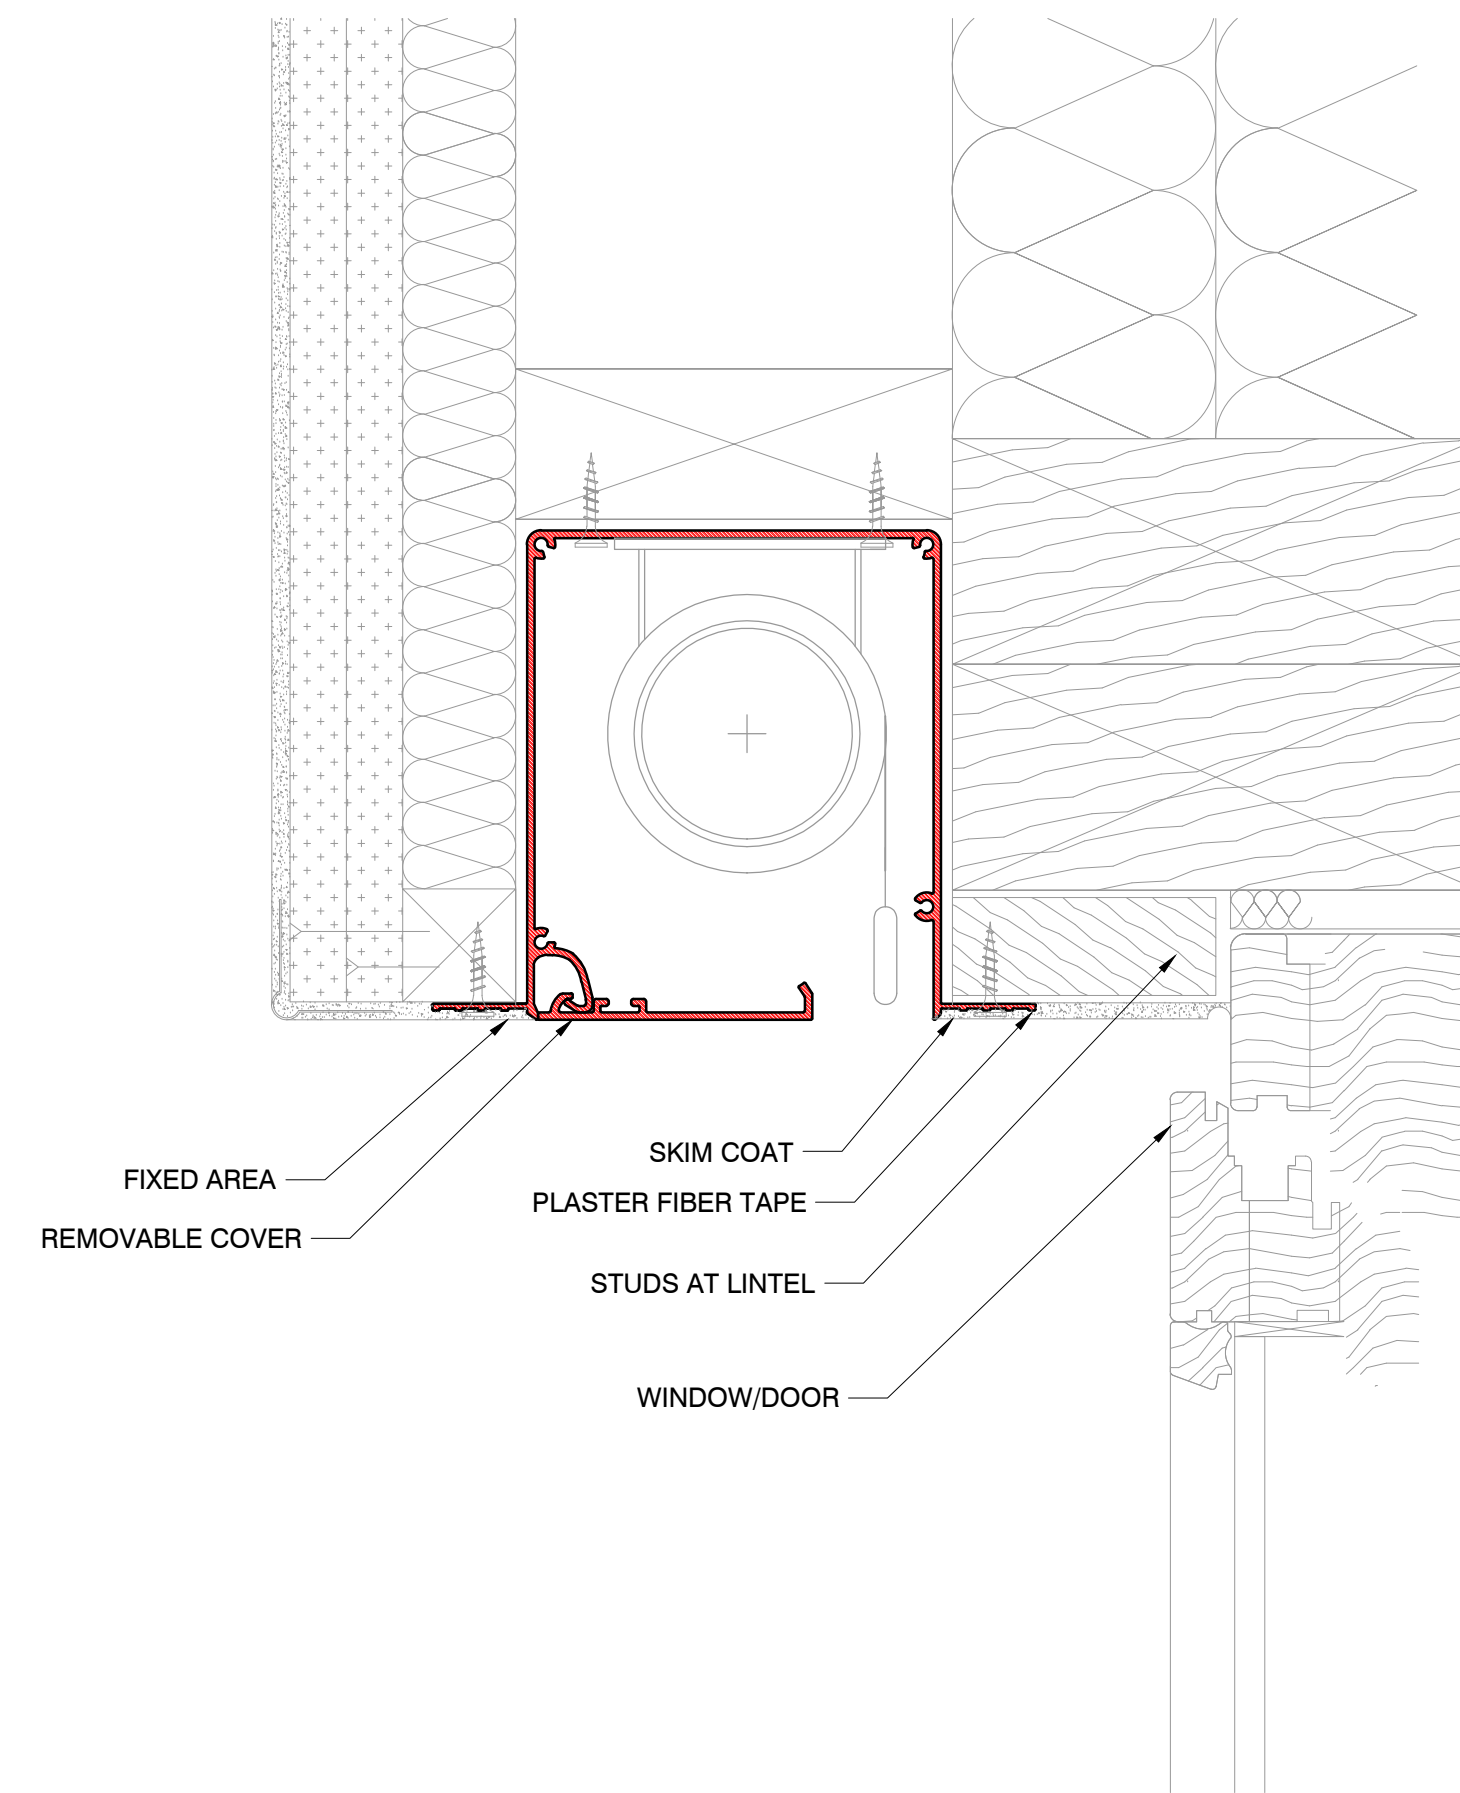 SKIM COAT
FIXED AREA
PLASTER FIBER TAPE
REMOVABLE COVER
STUDS AT LINTEL
WINDOW/DOOR